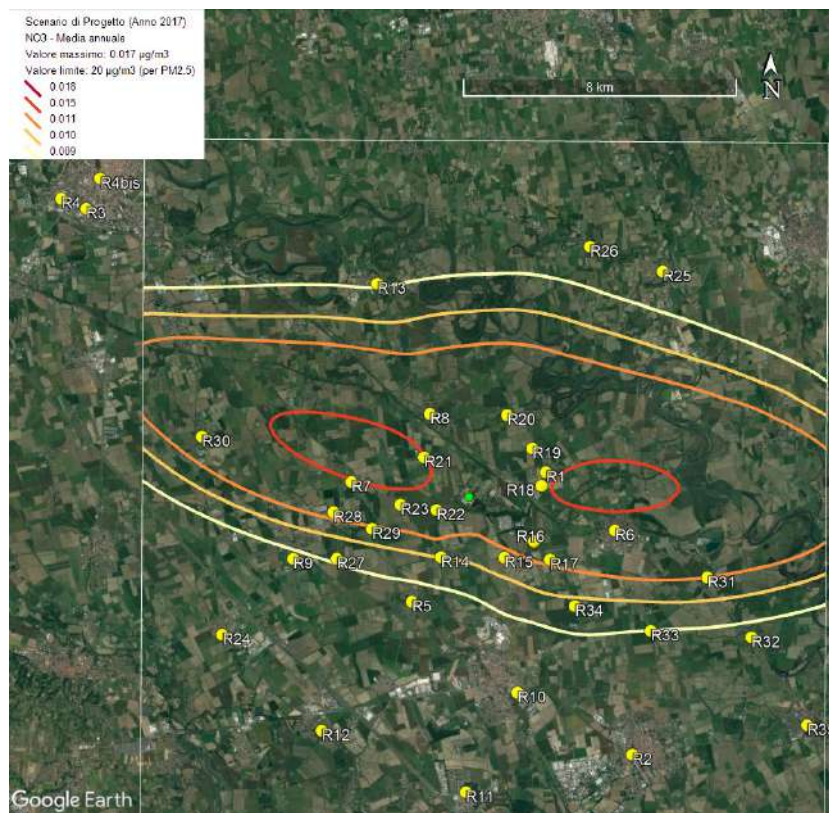 Scenario di Progetto (Anno 2017)
NO3 - Media annuale
Valore massimo: 0.017 µg/m3
Valore limite: 20 µg/m3 (per PM2.5)
0.016
0.015
0.011
0.010
0.009
8 km
N
R4bis
R4
R3
R26
R25
R13
R8
R20
R30
R19
R21
R1
R7
R18
R23
R22
R28
R29
R16
R6
R9
R27
R14
R15
R17
R31
R5
R34
R24
R33
R32
R10
R12
R2
R11
Google Earth